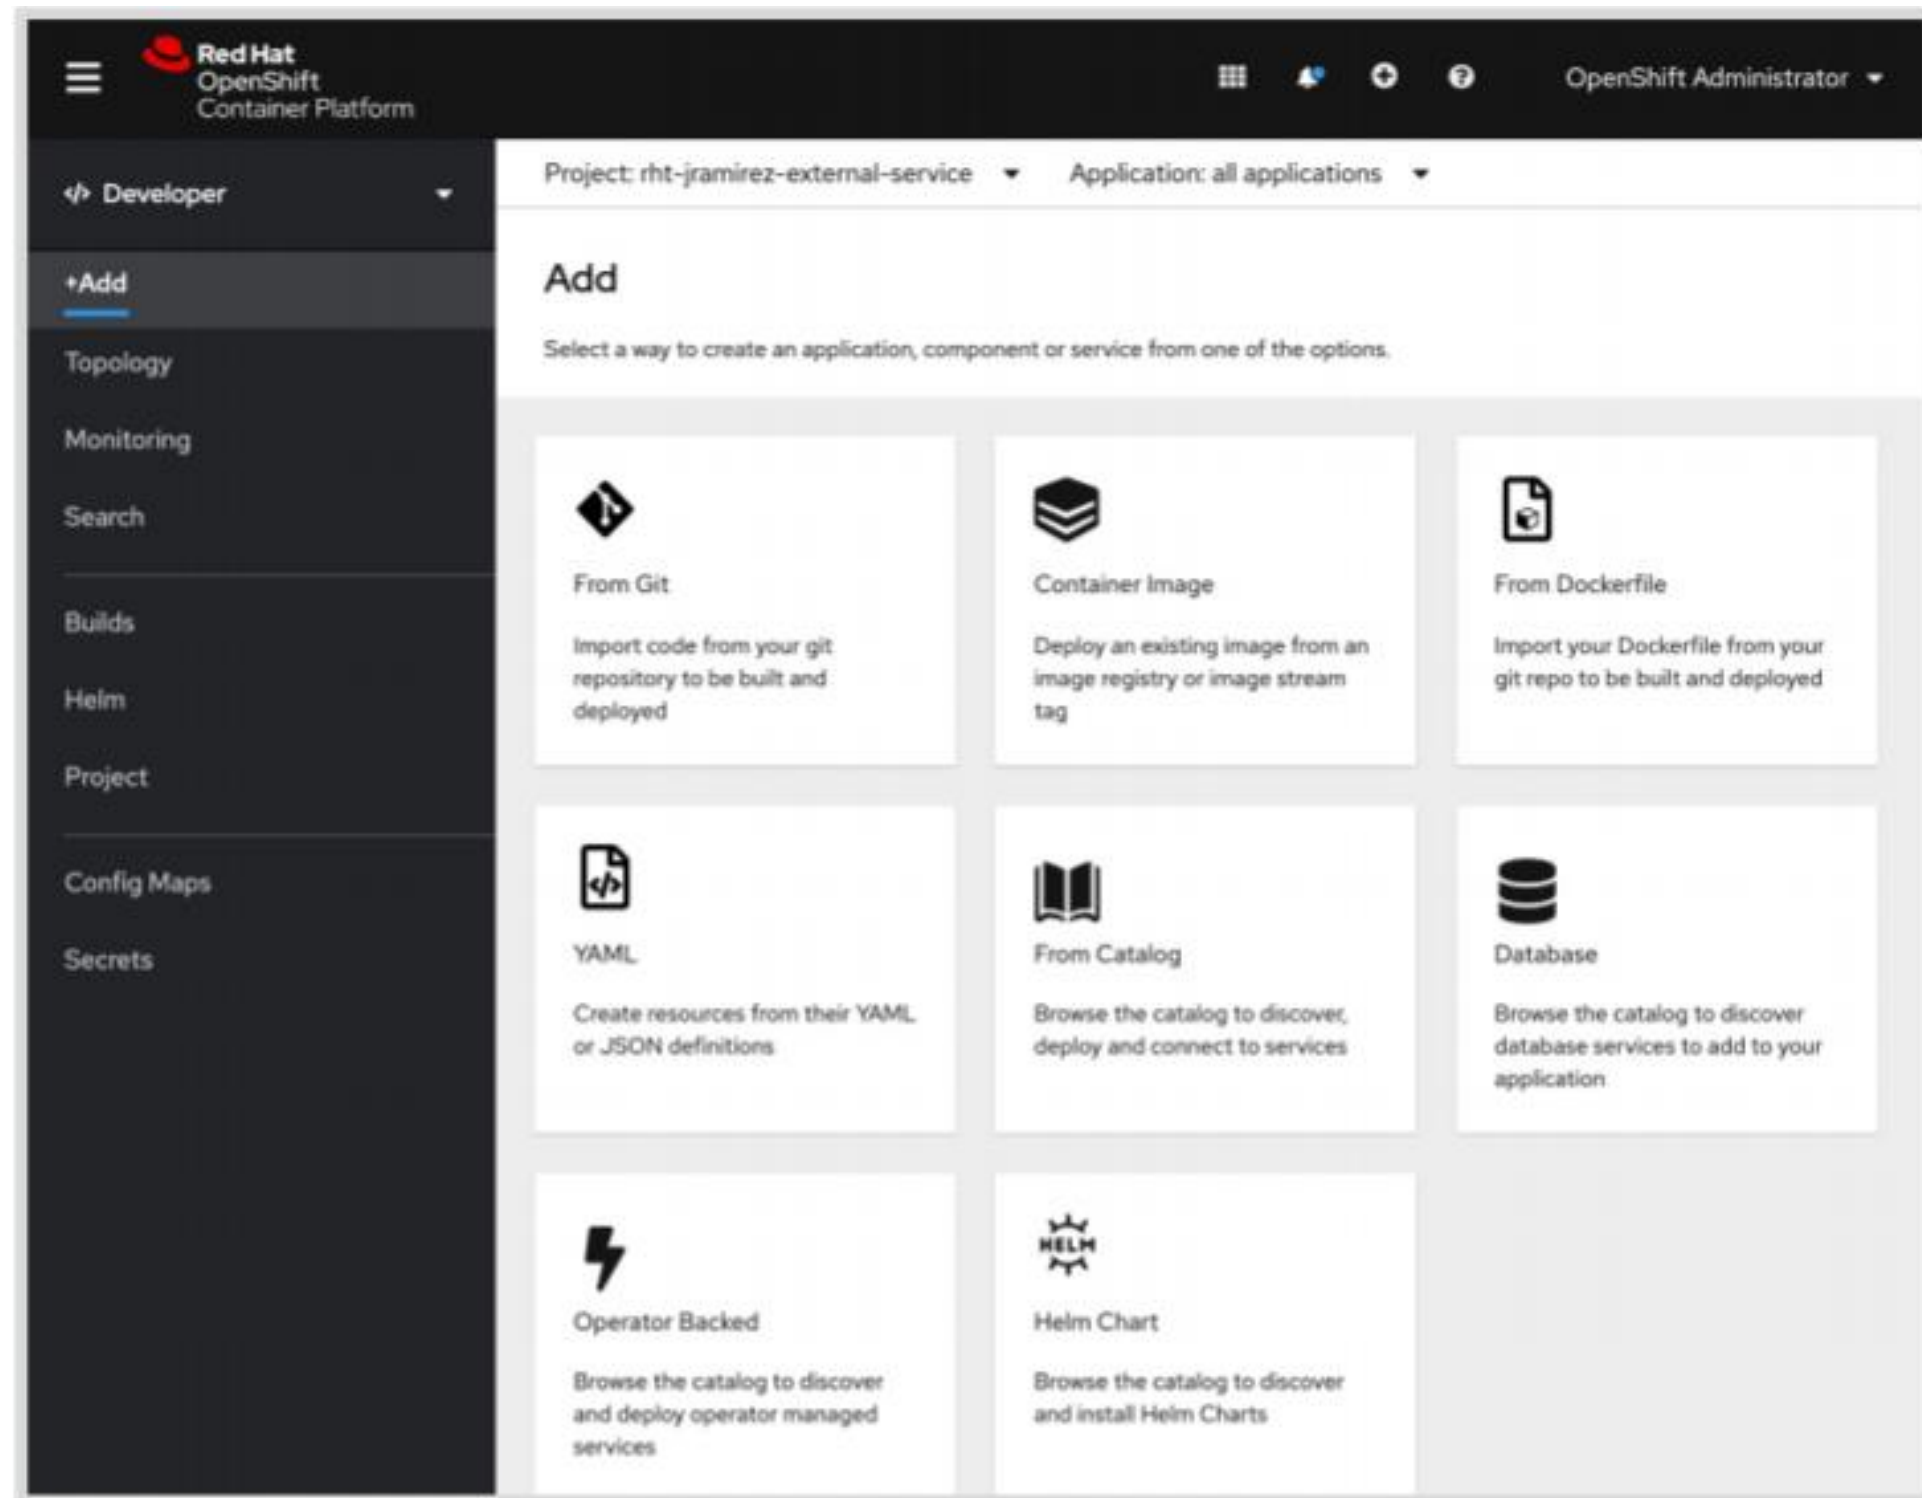 Red Hat
OpenShift
Container Platform
OpenShift Administrator
</> Developer
+Add
Topology
Monitoring
Search
Builds
Helm
Project
Config Maps
Secrets
Project: rht-jramirez-external-service
Application: all applications
Add
Select a way to create an application, component or service from one of the options.
From Git
Import code from your git
repository to be built and
deployed
Container Image
Deploy an existing image from an
image registry or image stream
tag
From Dockerfile
Import your Dockerfile from your
git repo to be built and deployed
YAML
Create resources from their YAML
or JSON definitions
From Catalog
Browse the catalog to discover,
deploy and connect to services
Database
Browse the catalog to discover
database services to add to your
application
Operator Backed
Browse the catalog to discover
and deploy operator managed
services
HELM
Helm Chart
Browse the catalog to discover
and install Helm Charts